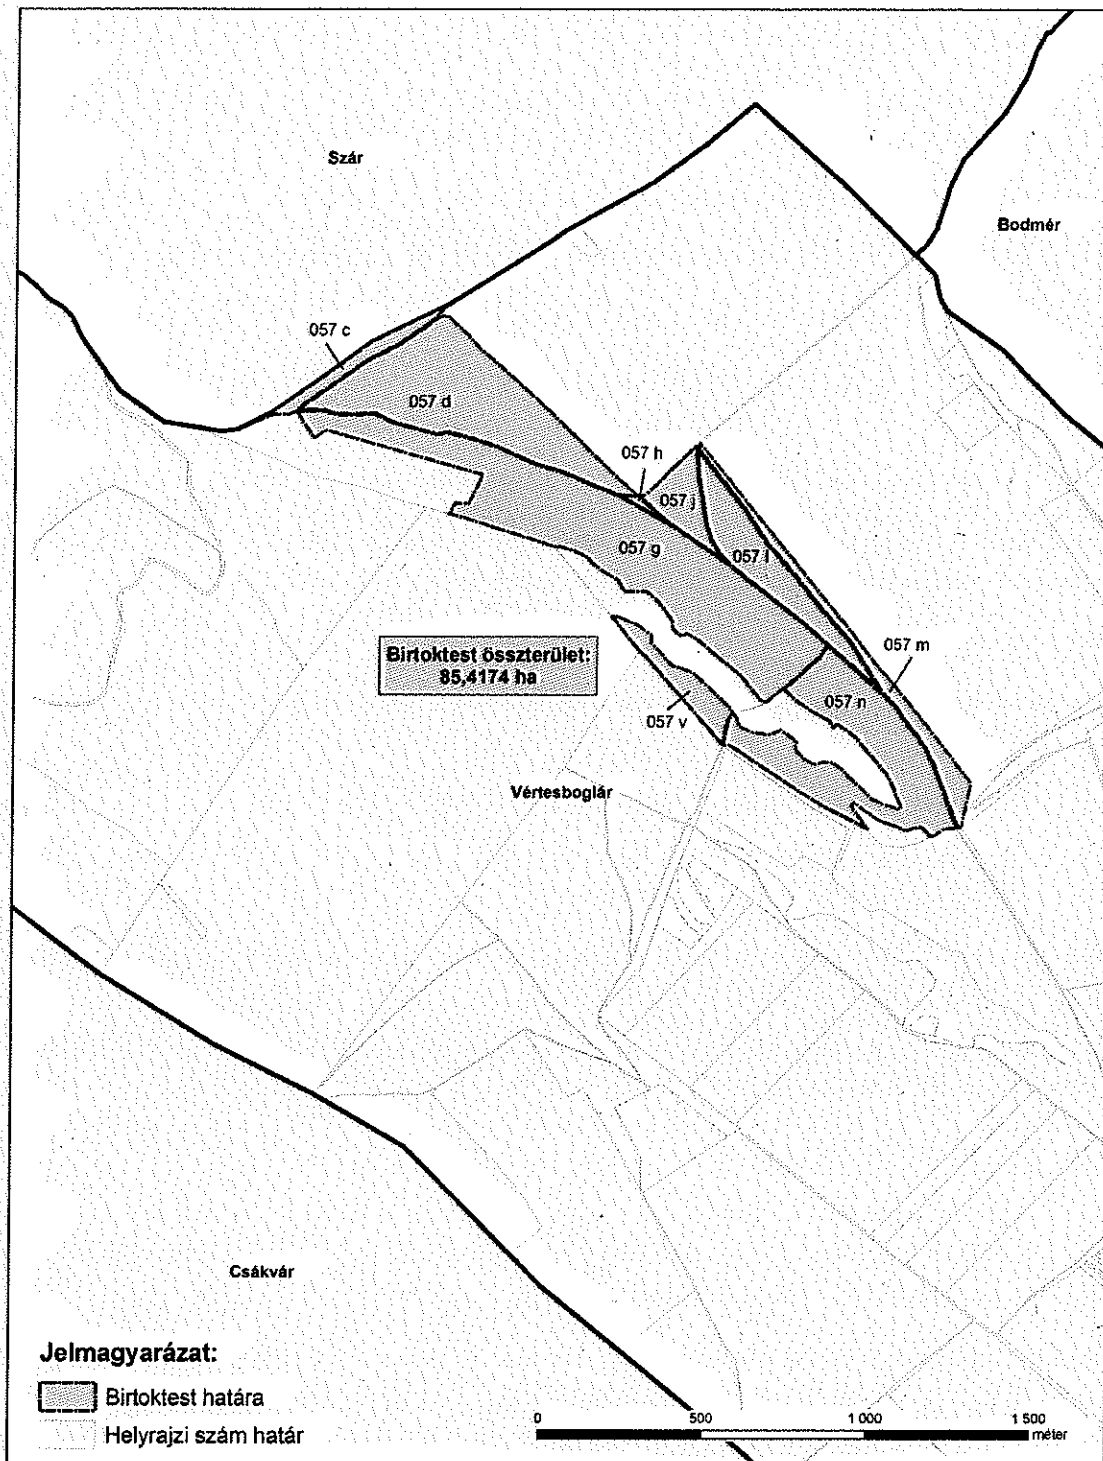 Szár
Bodmér
057 c
057 d
057 h
057 j
057 g
057 l
057 m
Birtoktest összterület:
85,4174 ha
057 n
057 v
Vértesboglár
Csákvár
Jelmagyarázat:
Birtoktest határa
Helyrajzi szám határ
0 500 1 000 1 500
méter